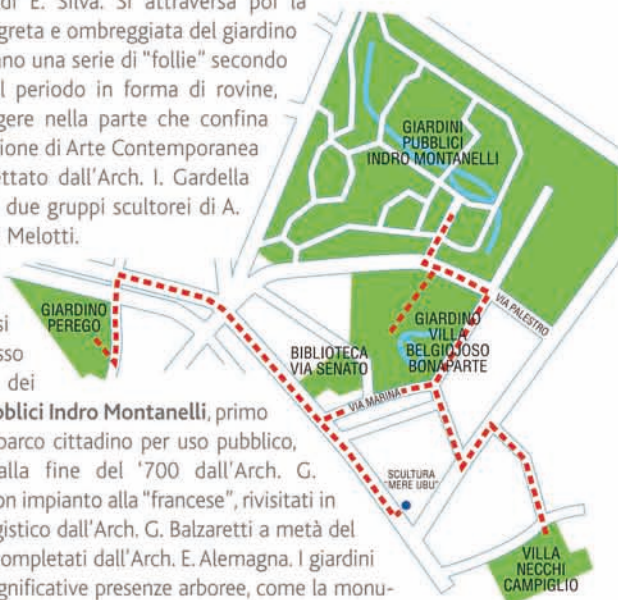 di E. Silva. Si attraversa poi la
greta e ombreggiata del giardino
ano una serie di “follie” secondo
l periodo in forma di rovine,
gere nella parte che confina
ione di Arte Contemporanea
ettato dall'Arch. I. Gardella
due gruppi scultorei di A.
Melotti.
si
sso
dei
bblici Indro Montanelli, primo
parco cittadino per uso pubblico,
alla fine del '700 dall'Arch. G.
on impianto alla “francese”, rivisitati in
gistico dall'Arch. G. Balzaretti a metà del
ompletati dall'Arch. E. Alemagna. I giardini
gnificative presenze arboree, come la monu-
GIARDINI
PUBBLICI
INDRO MONTANELLI
GIARDINO
PEREGO
VIA PALESTRO
GIARDINO
VILLA
BELGIOJOSO
BONAPARTE
BIBLIOTECA
VIA SENATO
VIA MARINA
SCULTURA
"MERE UBU"
VILLA
NECCHI
CAMPIGLIO